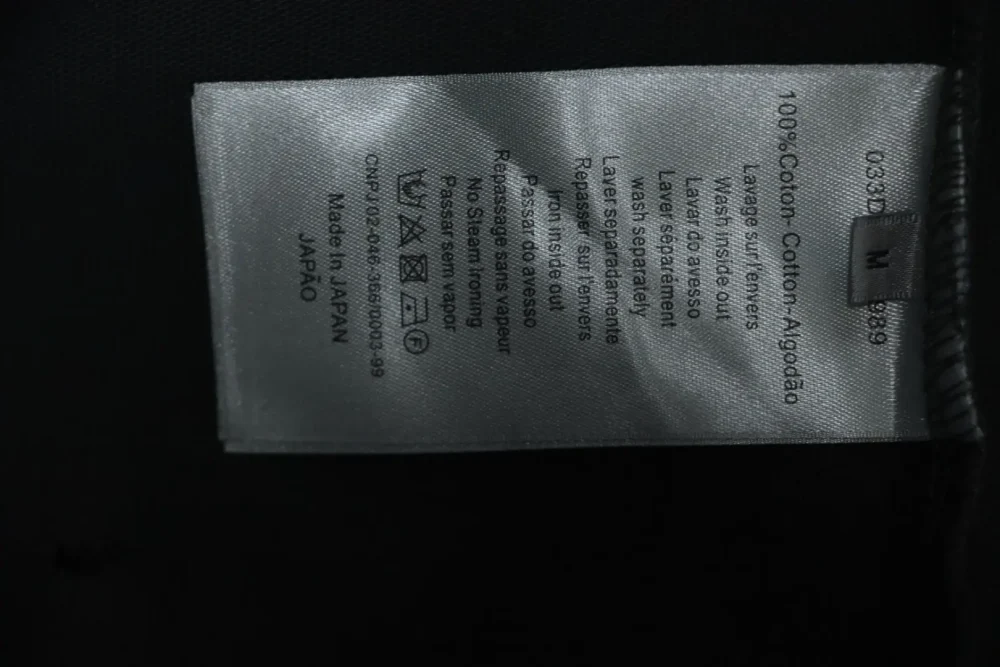 033D
M
989
100%Coton-Cotton-Algodão
Lavage sur l'envers
Wash inside out
Lavar do avesso
Laver séparément
wash separately
Laver separadamente
Repasser sur l'envers
Iron inside out
Passar do avesso
Repassage sans vapeur
No Steam Ironing
Passar sem vapor
F
CNPJ 02-046-366/0003-99
Made In JAPAN
JAPÃO